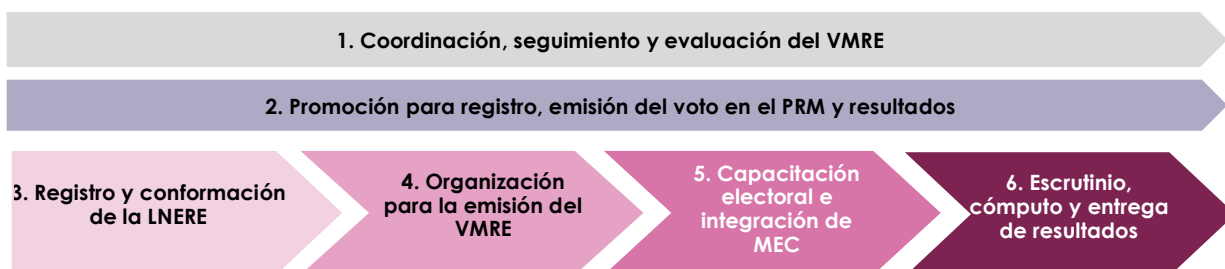 1. Coordinación, seguimiento y evaluación del VMRE
2. Promoción para registro, emisión del voto en el PRM y resultados
3. Registro y conformación
de la LNERE
4. Organización
para la emisión del
VMRE
5. Capacitación
electoral e
integración de
MEC
6. Escrutinio,
cómputo y entrega
de resultados